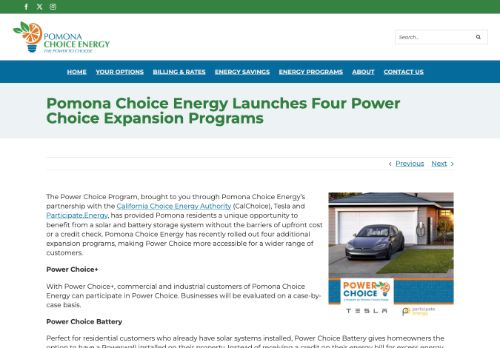 POMONA
CHOICE ENERGY
THE POWER TO CHOOSE
Search...
HOME YOUR OPTIONS BILLING & RATES ENERGY SAVINGS ENERGY PROGRAMS ABOUT CONTACT US
Pomona Choice Energy Launches Four Power
Choice Expansion Programs
Previous Next
The Power Choice Program, brought to you through Pomona Choice Energy's
partnership with the California Choice Energy Authority (CalChoice), Tesla and
Participate.Energy, has provided Pomona residents a unique opportunity to
benefit from a solar and battery storage system without the barriers of upfront cost
or a credit check. Pomona Choice Energy has recently rolled out four additional
expansion programs, making Power Choice more accessible for a wider range of
customers.
POWER
CHOICE
TESLA
participate
energy
Power Choice+
With Power Choice+, commercial and industrial customers of Pomona Choice
Energy can participate in Power Choice. Businesses will be evaluated on a case-by-
case basis.
Power Choice Battery
Perfect for residential customers who already have solar systems installed, Power Choice Battery gives homeowners the
option to have a Powerwall installed on their property. Instead of receiving a credit on their energy bill for excess energy